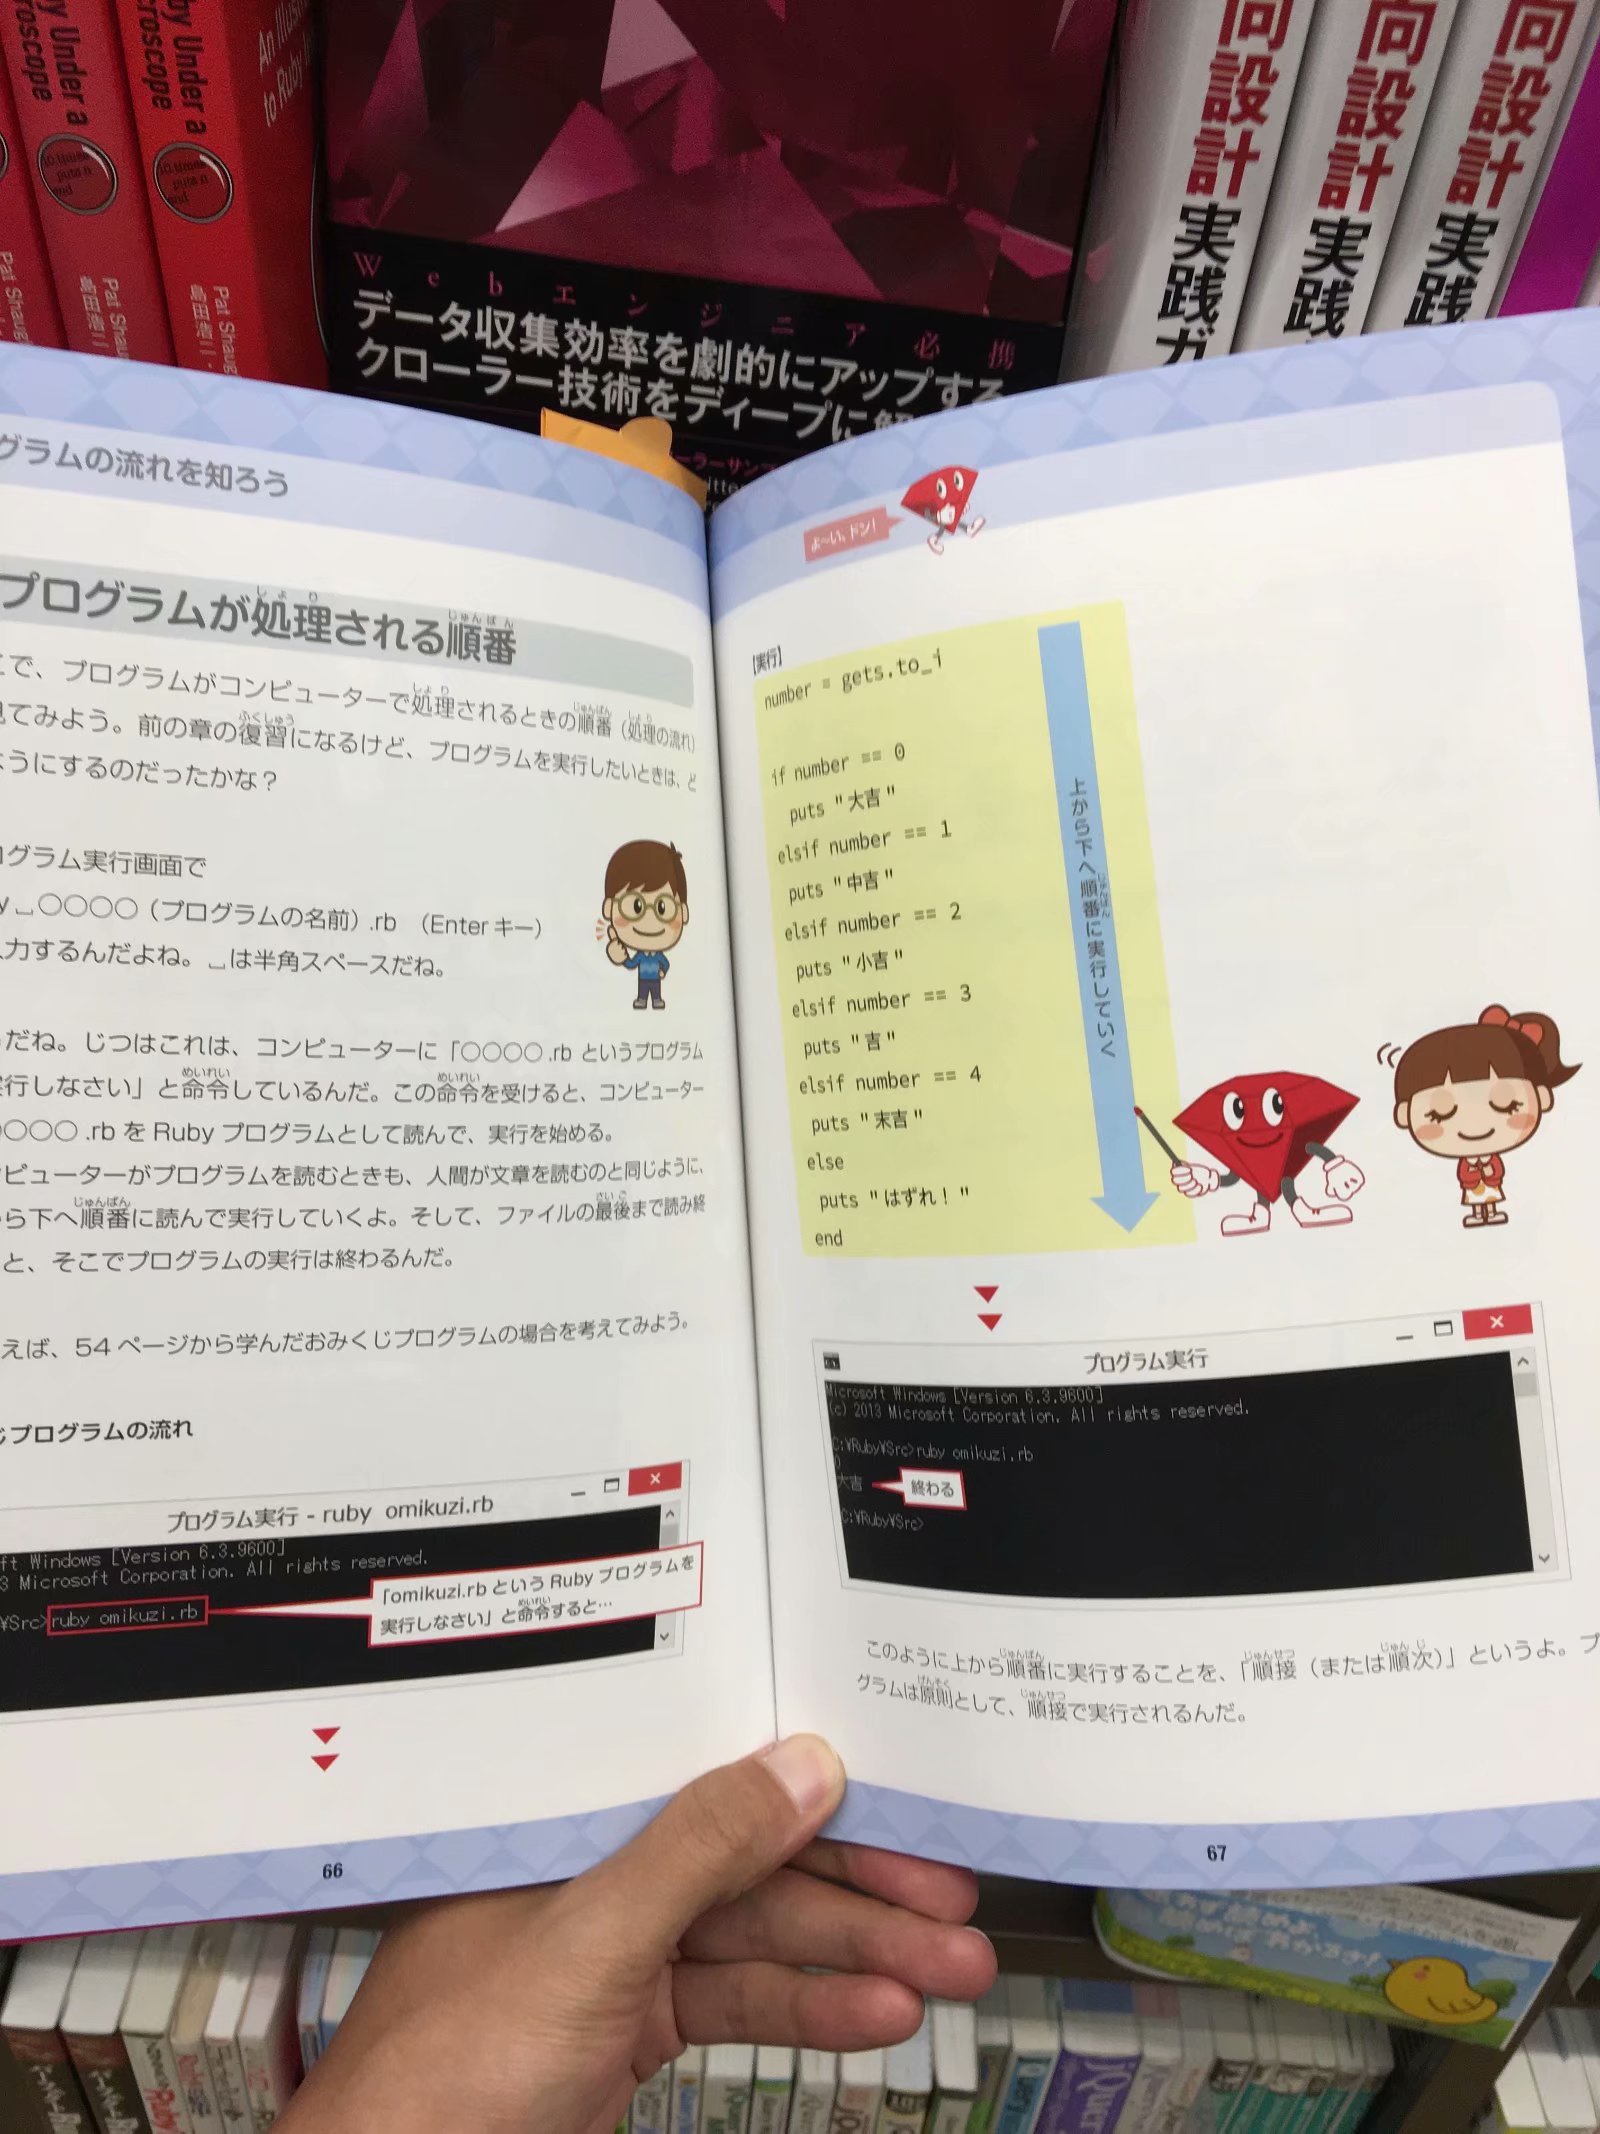 by Under a
roscope
by Under a
roscope
An Illus
to Ruby
Pat Shaug
Pat Shaug
Webエンジニア必携
データ収集効率を劇的にアップする
クローラー技術をディープに
向設計実践ガ
向設計実践
向設計実践
グラムの流れを知ろう
プログラムが処理される順番
こで、プログラムがコンピューターで処理されるときの順番（処理の流れ）
見てみよう。前の章の復習になるけど、プログラムを実行したいときは、ど
ようにするのだったかな？
ログラム実行画面で
y␣○○○○（プログラムの名前）.rb （Enterキー）
入力するんだよね。␣は半角スペースだね。
だね。じつはこれは、コンピューターに「○○○○.rb というプログラム
実行しなさい」と命令しているんだ。この命令を受けると、コンピューター
○○○○.rbをRubyプログラムとして読んで、実行を始める。
ピューターがプログラムを読むときも、人間が文章を読むのと同じように、
ら下へ順番に読んで実行していくよ。そして、ファイルの最後まで読み終
と、そこでプログラムの実行は終わるんだ。
えば、54ページから学んだおみくじプログラムの場合を考えてみよう。
じプログラムの流れ
プログラム実行 - ruby omikuzi.rb
ft Windows [Version 6.3.9600]
3 Microsoft Corporation. All rights reserved.
¥Src>ruby omikuzi.rb
「omikuzi.rbというRubyプログラムを
実行しなさい」と命令すると…
66
よ〜い、ドン！
【実行】
number = gets.to_i
if number == 0
puts "大吉"
elsif number == 1
puts "中吉"
elsif number == 2
puts "小吉"
elsif number == 3
puts "吉"
elsif number == 4
puts "末吉"
else
puts "はずれ！"
end
上から下へ順番に実行していく
プログラム実行
Microsoft Windows [Version 6.3.9600]
(c) 2013 Microsoft Corporation. All rights reserved.
C:¥Ruby¥Src>ruby omikuzi.rb
0
大吉
終わる
C:¥Ruby¥Src>
このように上から順番に実行することを、「順接（または順次）」というよ。プ
グラムは原則として、順接で実行されるんだ。
67